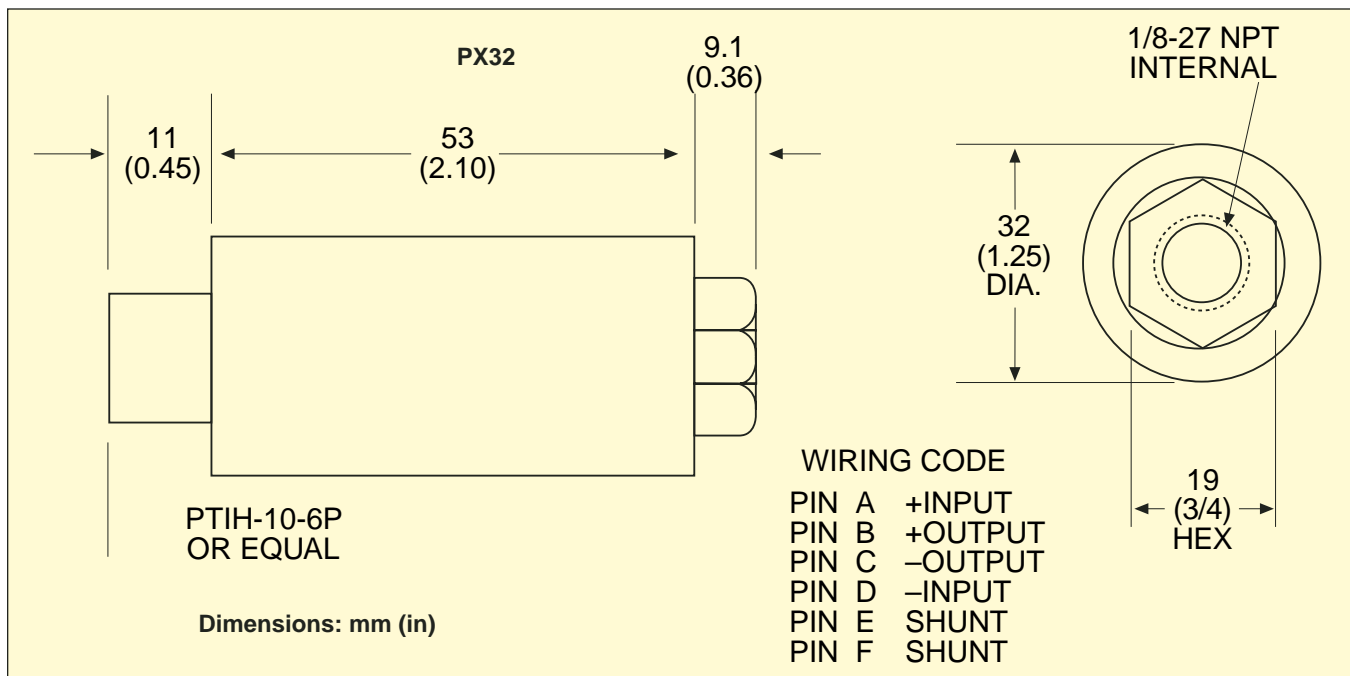 PX32
9.1
(0.36)
1/8-27 NPT
INTERNAL
11
(0.45)
53
(2.10)
32
(1.25)
DIA.
PTIH-10-6P
OR EQUAL
19
(3/4)
HEX
WIRING CODE
PIN A +INPUT
PIN B +OUTPUT
PIN C –OUTPUT
PIN D –INPUT
PIN E SHUNT
PIN F SHUNT
Dimensions: mm (in)